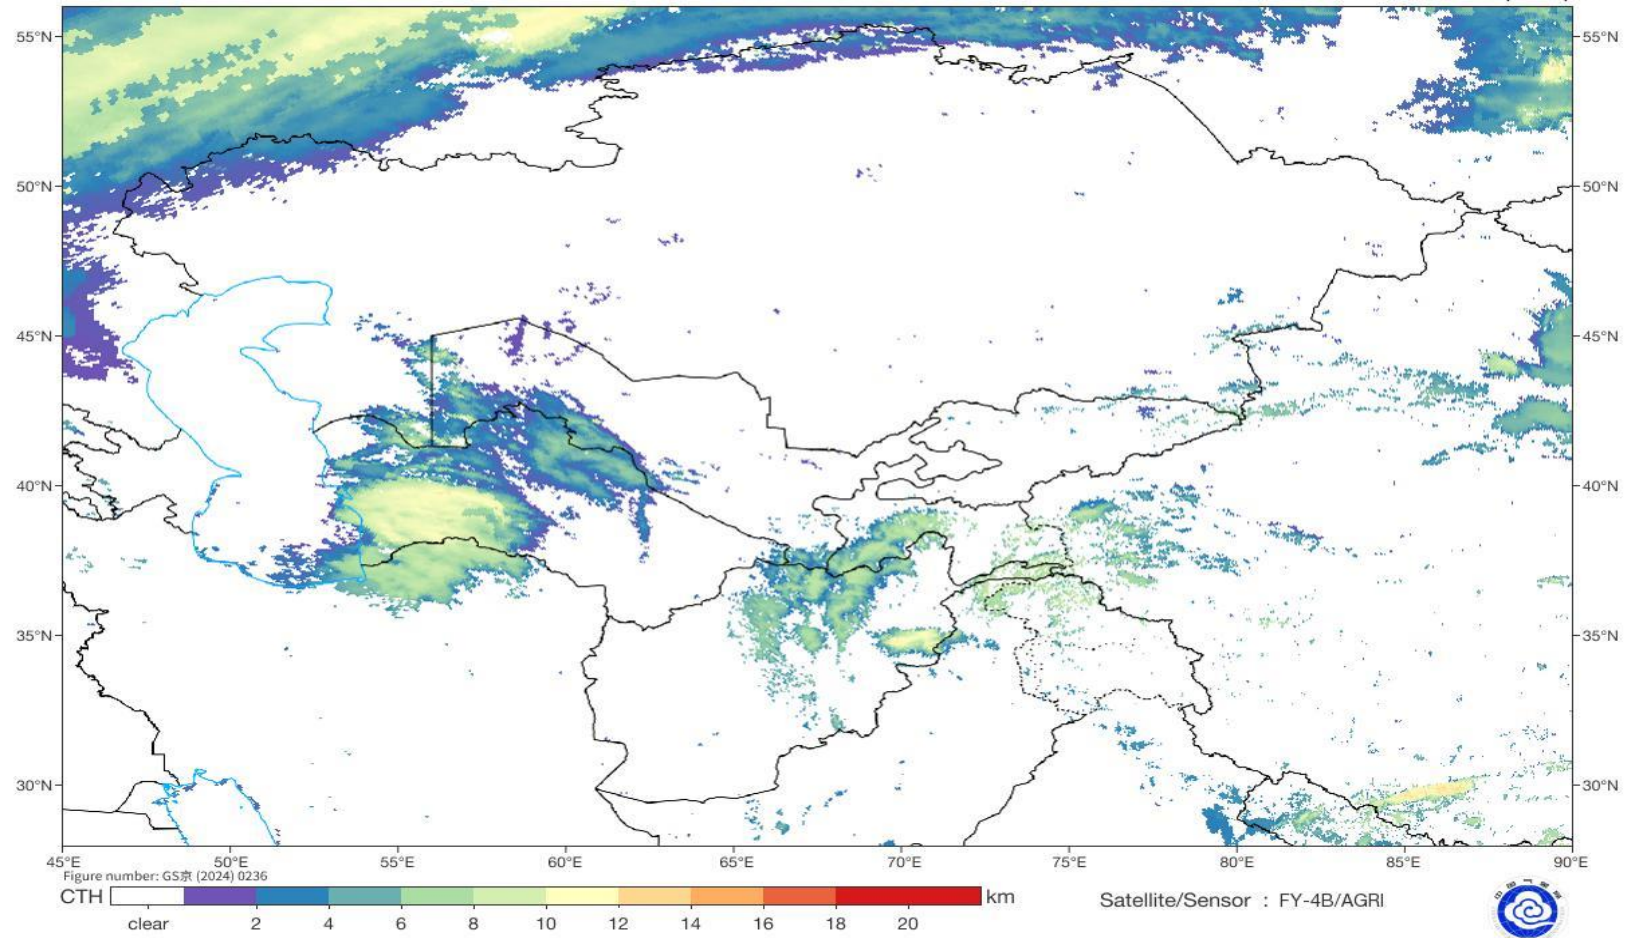 55°N
55°N
50°N
50°N
45°N
45°N
40°N
40°N
35°N
35°N
30°N
30°N
45°E
50°E
55°E
60°E
65°E
70°E
75°E
80°E
85°E
90°E
Figure number: GS京 (2024) 0236
CTH
km
clear
2
4
6
8
10
12
14
16
18
20
Satellite/Sensor : FY-4B/AGRI